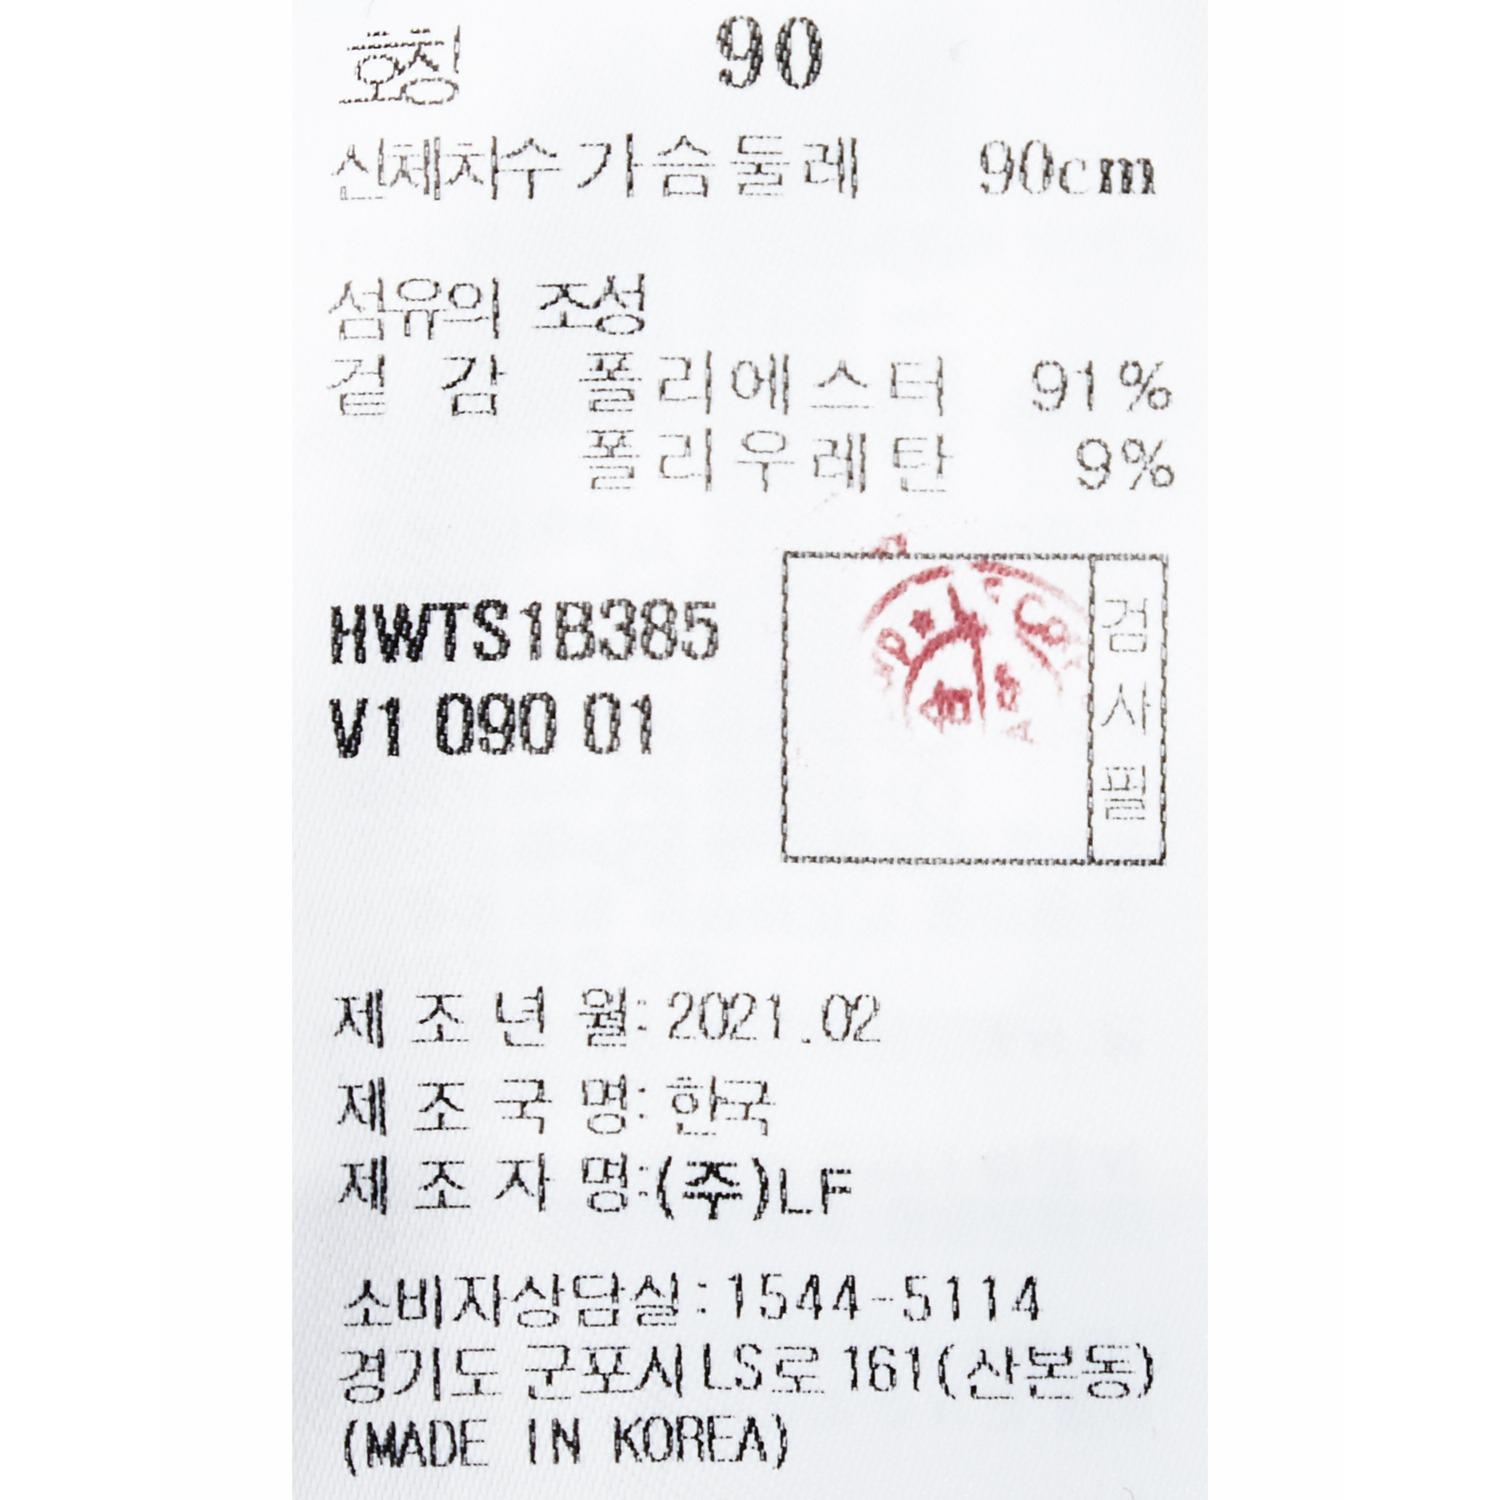 호칭 90
신체치수 가슴둘레 90cm
섬유의 조성
겉감 폴리에스터 91%
폴리우레탄 9%
HWTS1B385
V1 090 01
검사필
제조년월: 2021.02
제조국명: 한국
제조자명:(주)LF
소비자상담실:1544-5114
경기도 군포시 LS로 161(산본동)
(MADE IN KOREA)